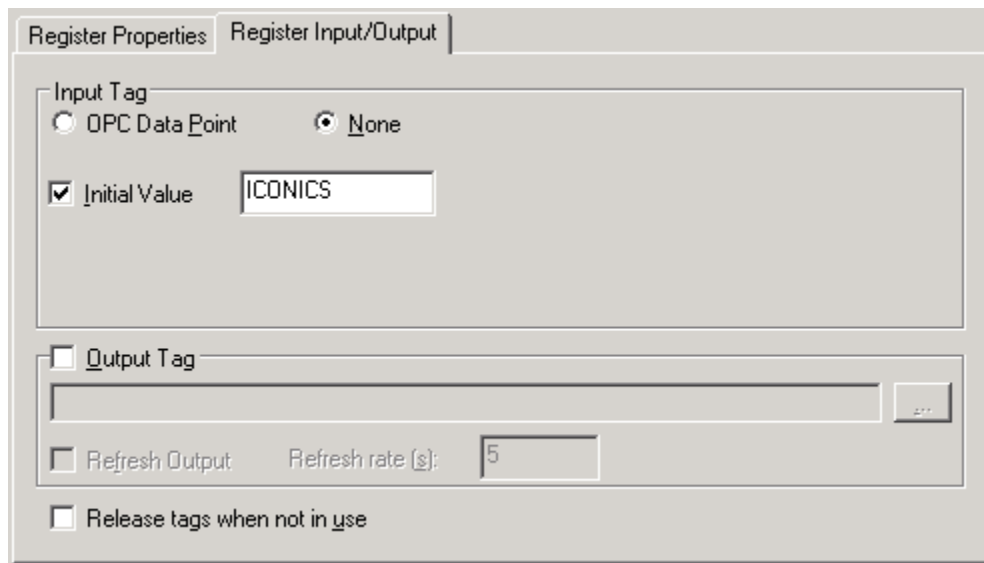 Register Properties Register Input/Output
Input Tag
OPC Data Point None
Initial Value ICONICS
Output Tag
...
Refresh Output Refresh rate (s): 5
Release tags when not in use